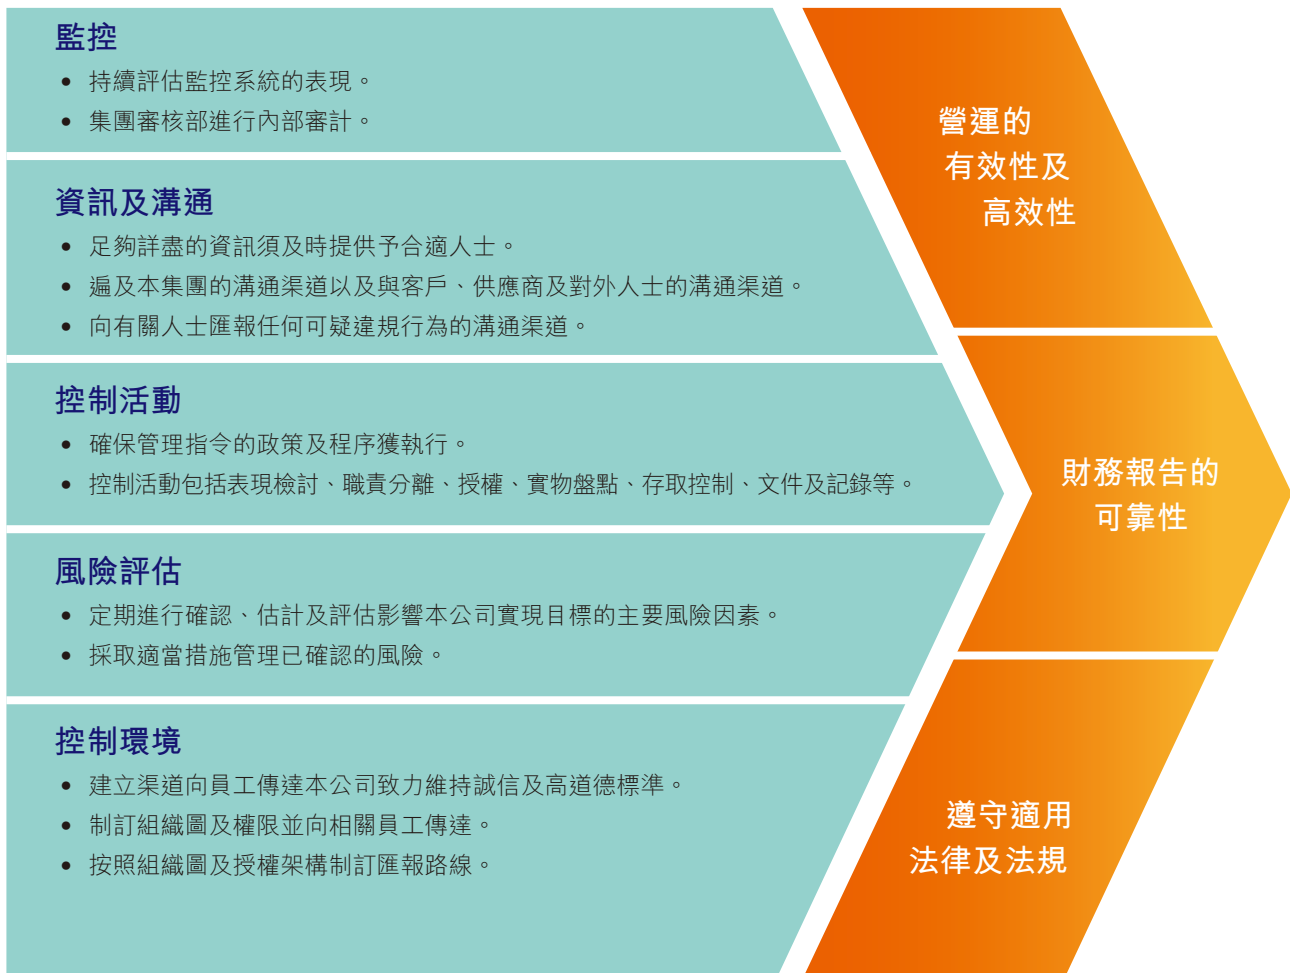 監控
• 持續評估監控系統的表現。
• 集團審核部進行內部審計。
資訊及溝通
• 足夠詳盡的資訊須及時提供予合適人士。
• 遍及本集團的溝通渠道以及與客戶、供應商及對外人士的溝通渠道。
• 向有關人士匯報任何可疑違規行為的溝通渠道。
控制活動
• 確保管理指令的政策及程序獲執行。
• 控制活動包括表現檢討、職責分離、授權、實物盤點、存取控制、文件及記錄等。
風險評估
• 定期進行確認、估計及評估影響本公司實現目標的主要風險因素。
• 採取適當措施管理已確認的風險。
控制環境
• 建立渠道向員工傳達本公司致力維持誠信及高道德標準。
• 制訂組織圖及權限並向相關員工傳達。
• 按照組織圖及授權架構制訂匯報路線。
營運的
有效性及
高效性
財務報告的
可靠性
遵守適用
法律及法規